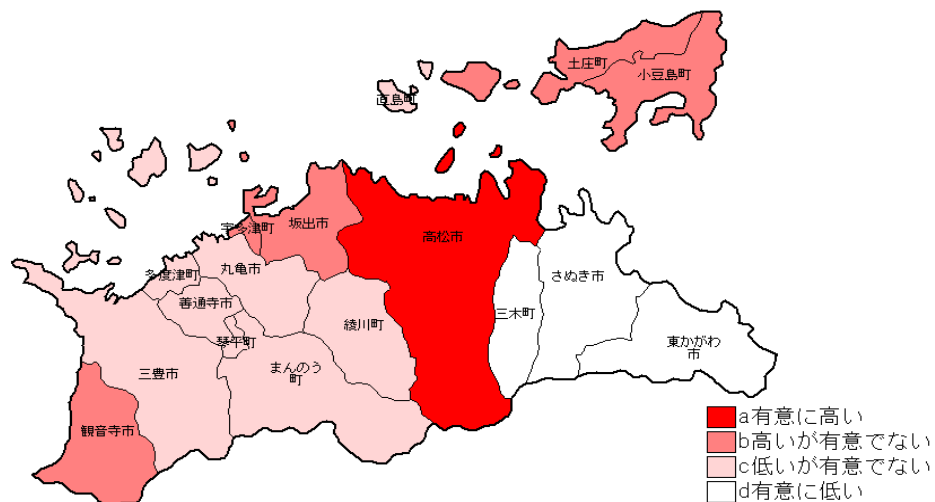 土庄町
小豆島町
直島町
宇多津町
坂出市
高松市
多度津町
丸亀市
さぬき市
善通寺市
綾川町
三木町
琴平町
東かがわ
市
三豊市
まんのう
町
観音寺市
a有意に高い
b高いが有意でない
c低いが有意でない
d有意に低い